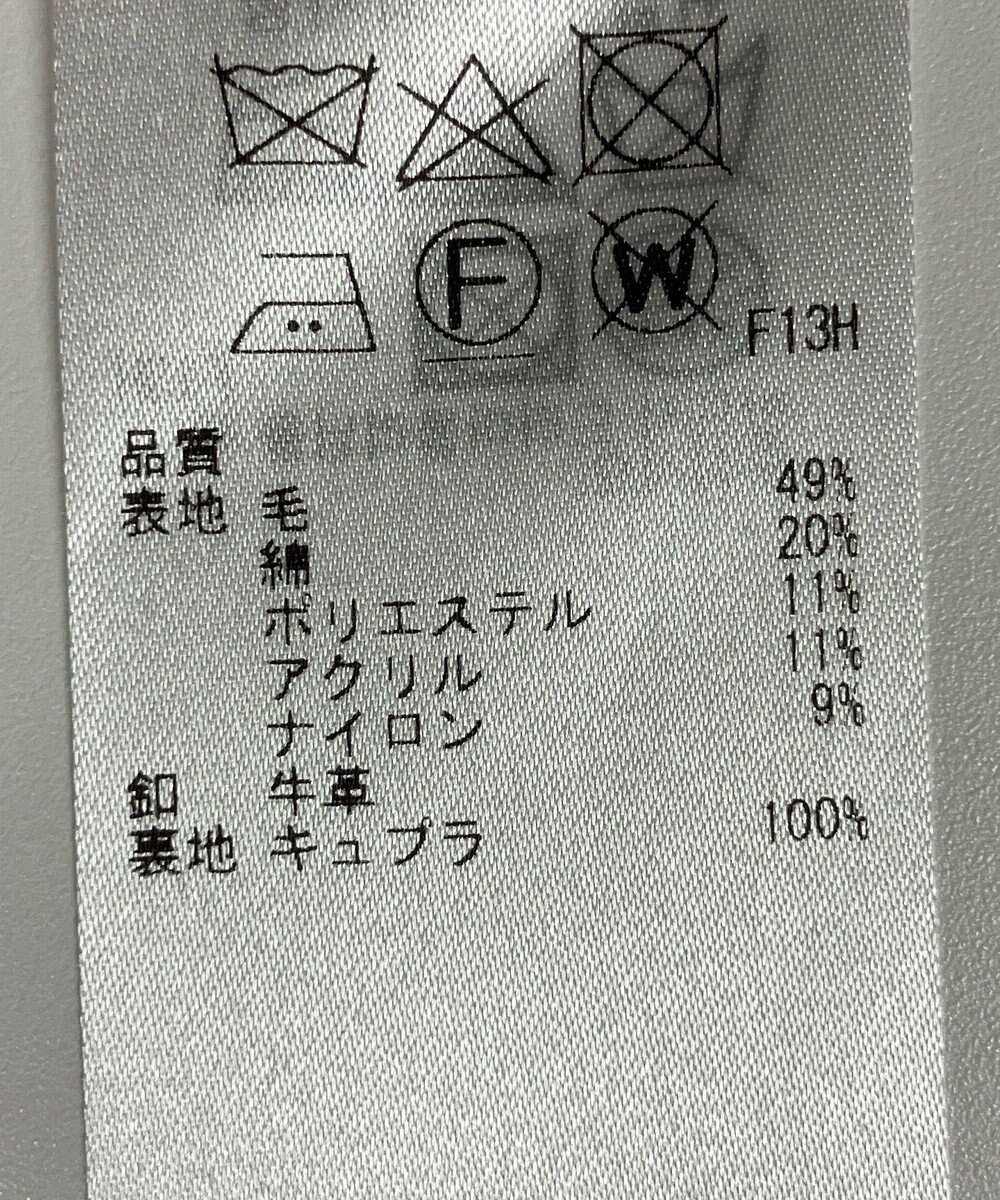 F W F13H
品質
表地 毛 49%
綿 20%
ポリエステル 11%
アクリル 11%
ナイロン 9%
釦 牛革
裏地 キュプラ 100%